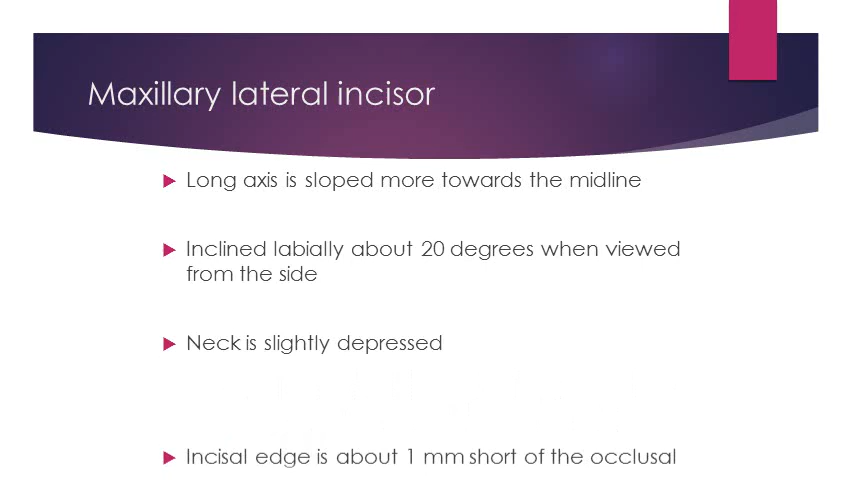 Maxillary lateral incisor
Long axis is sloped more towards the midline
Inclined labially about 20 degrees when viewed
from the side
Neck is slightly depressed
Incisal edge is about 1 mm short of the occlusal